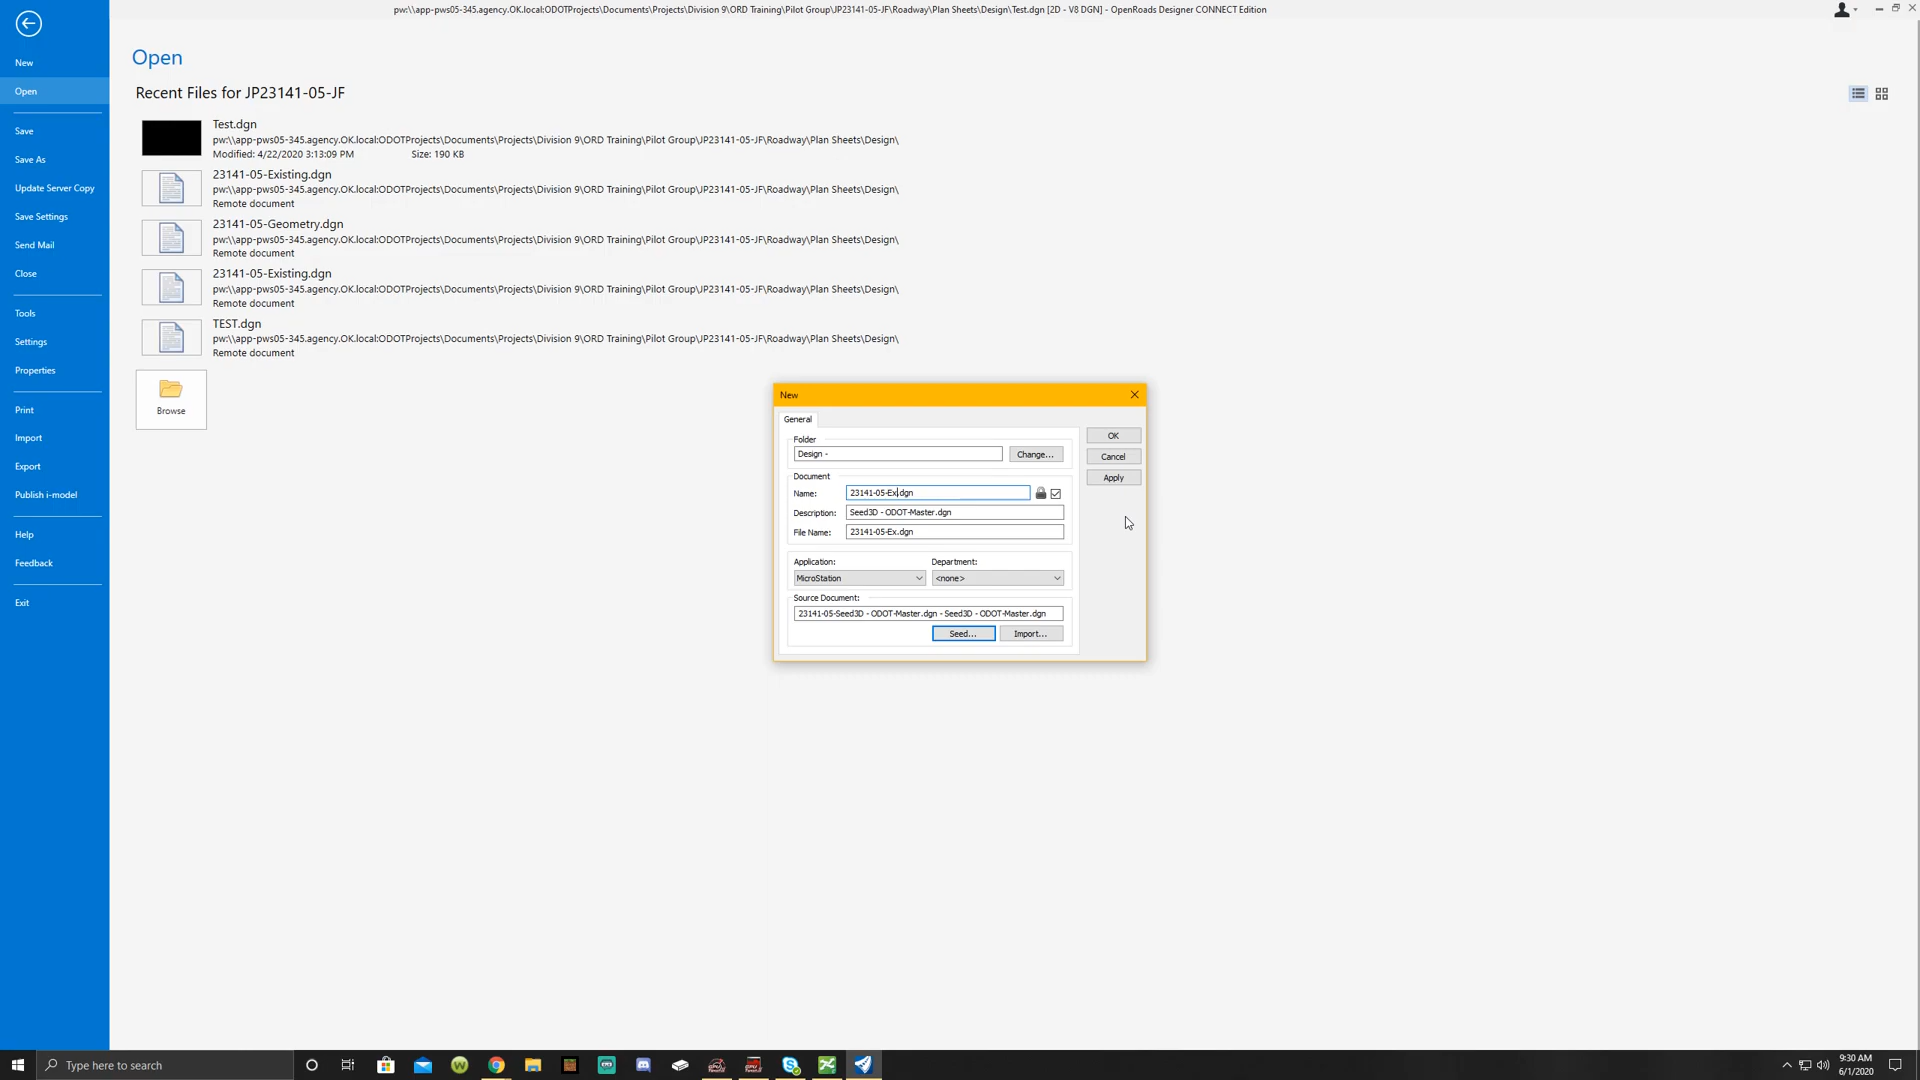 pw:\\app-pws05-345.agency.OK.local:ODOTProjects\Documents\Projects\Division 9\ORD Training\Pilot Group\JP23141-05-JF\Roadway\Plan Sheets\Design\Test.dgn [2D - V8 DGN] - OpenRoads Designer CONNECT Edition
New
Open
Save
Save As
Update Server Copy
Save Settings
Send Mail
Close
Tools
Settings
Properties
Print
Import
Export
Publish i-model
Help
Feedback
Exit
Open
Recent Files for JP23141-05-JF
Test.dgn
pw:\\app-pws05-345.agency.OK.local:ODOTProjects\Documents\Projects\Division 9\ORD Training\Pilot Group\JP23141-05-JF\Roadway\Plan Sheets\Design\
Modified: 4/22/2020 3:13:09 PM Size: 190 KB
23141-05-Existing.dgn
pw:\\app-pws05-345.agency.OK.local:ODOTProjects\Documents\Projects\Division 9\ORD Training\Pilot Group\JP23141-05-JF\Roadway\Plan Sheets\Design\
Remote document
23141-05-Geometry.dgn
pw:\\app-pws05-345.agency.OK.local:ODOTProjects\Documents\Projects\Division 9\ORD Training\Pilot Group\JP23141-05-JF\Roadway\Plan Sheets\Design\
Remote document
23141-05-Existing.dgn
pw:\\app-pws05-345.agency.OK.local:ODOTProjects\Documents\Projects\Division 9\ORD Training\Pilot Group\JP23141-05-JF\Roadway\Plan Sheets\Design\
Remote document
TEST.dgn
pw:\\app-pws05-345.agency.OK.local:ODOTProjects\Documents\Projects\Division 9\ORD Training\Pilot Group\JP23141-05-JF\Roadway\Plan Sheets\Design\
Remote document
Browse
New
General
Folder
Design -
Change...
Document
Name: 23141-05-Ex.dgn
Description: Seed3D - ODOT-Master.dgn
File Name: 23141-05-Ex.dgn
Application: Department:
MicroStation <none>
Source Document:
23141-05-Seed3D - ODOT-Master.dgn - Seed3D - ODOT-Master.dgn
Seed... Import...
OK
Cancel
Apply
Type here to search
9:30 AM
6/1/2020